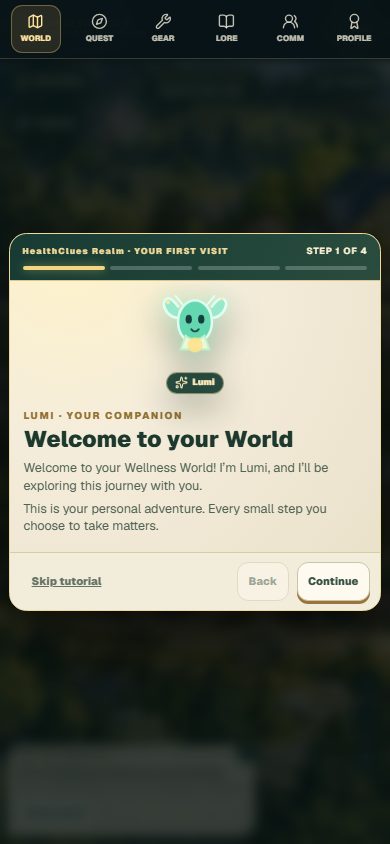 WORLD
QUEST
GEAR
LORE
COMM
PROFILE
HealthClues Realm · YOUR FIRST VISIT
STEP 1 OF 4
Lumi
LUMI · YOUR COMPANION
Welcome to your World
Welcome to your Wellness World! I'm Lumi, and I'll be
exploring this journey with you.
This is your personal adventure. Every small step you
choose to take matters.
Skip tutorial
Back
Continue